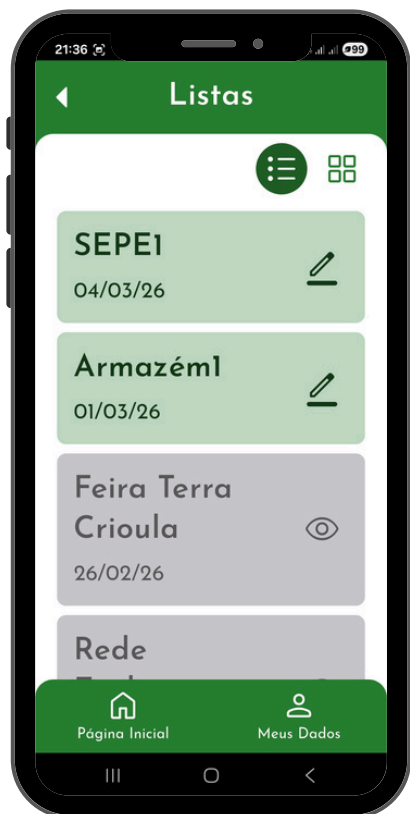 21:36
99
Listas
SEPE1
04/03/26
Armazém1
01/03/26
Feira Terra
Crioula
26/02/26
Rede
Página Inicial
Meus Dados